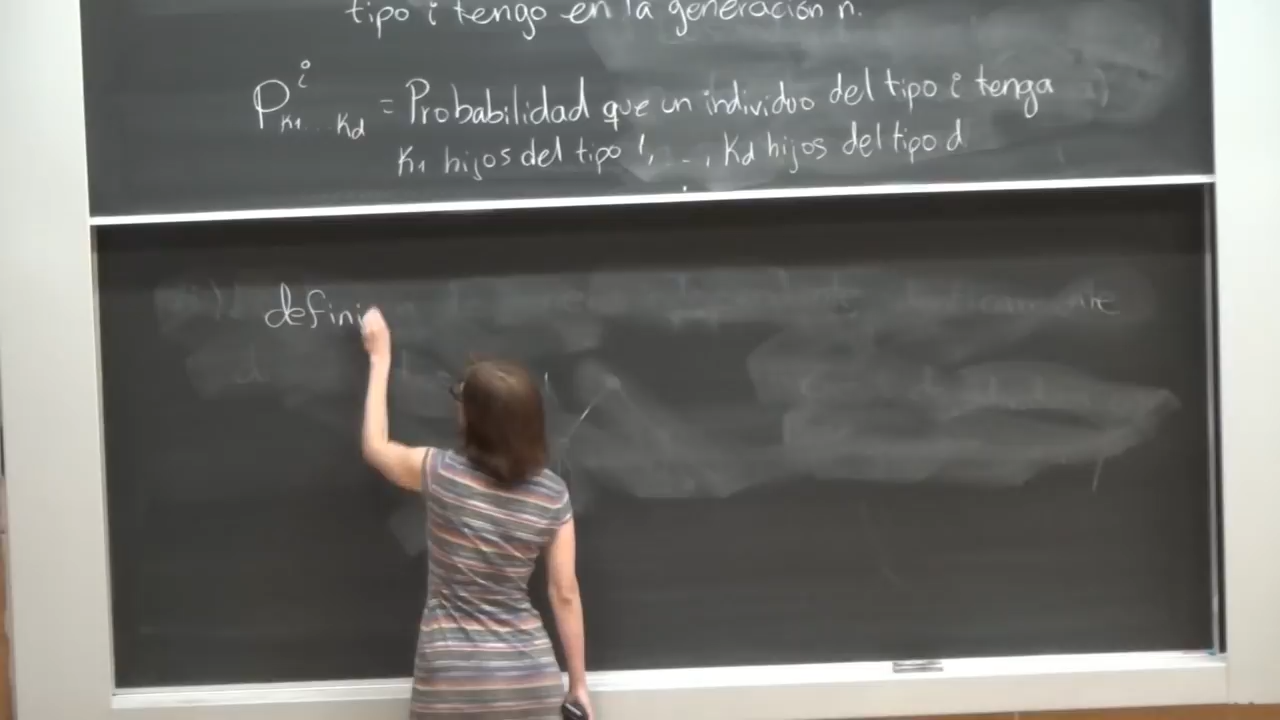 tipo i tengo en la generación n.
P^i_{k1 ... kd} = Probabilidad que un individuo del tipo i tenga
k1 hijos del tipo 1, ..., kd hijos del tipo d
defini